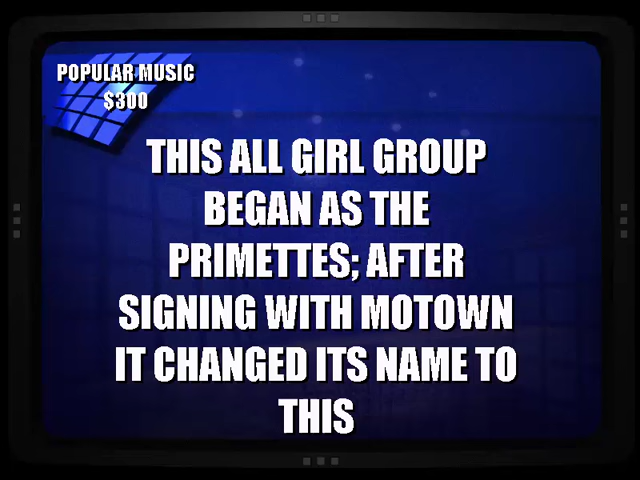 POPULAR MUSIC
$300
THIS ALL GIRL GROUP
BEGAN AS THE
PRIMETTES; AFTER
SIGNING WITH MOTOWN
IT CHANGED ITS NAME TO
THIS